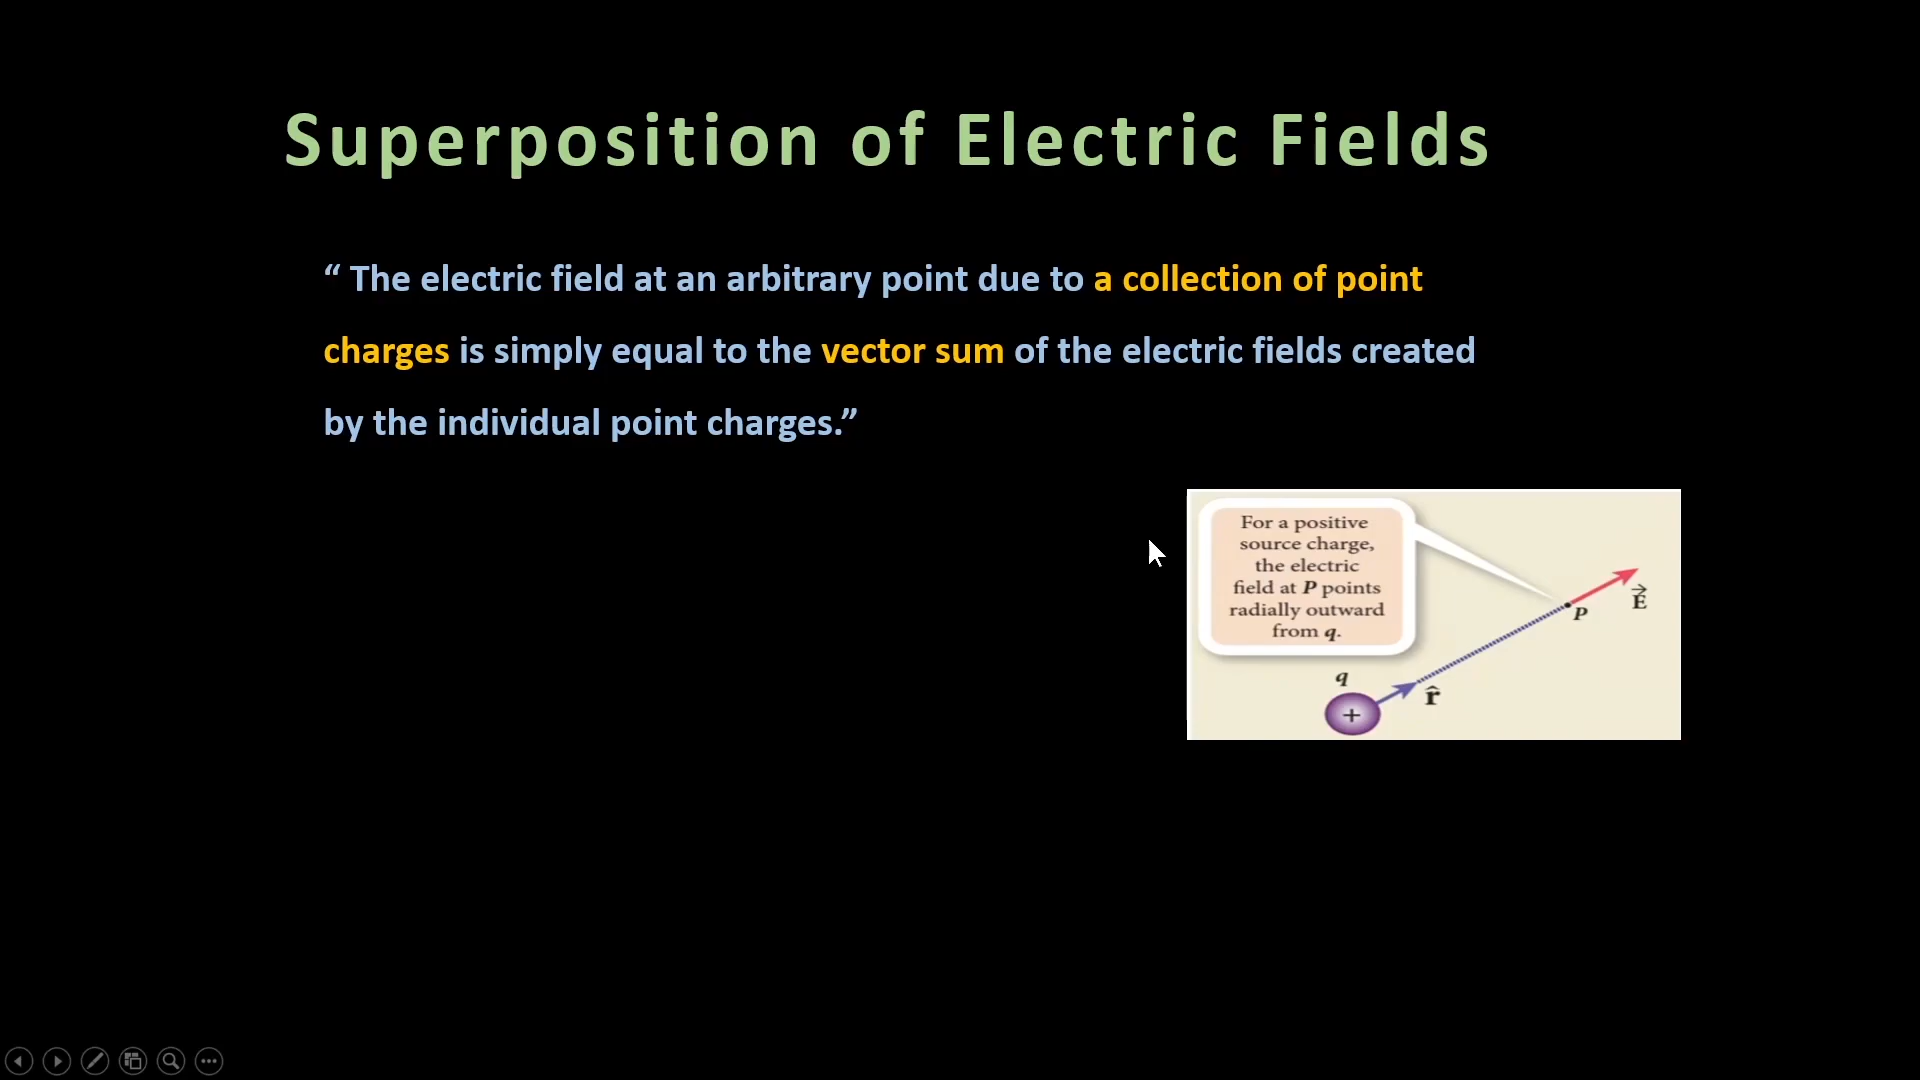 Superposition of Electric Fields
“ The electric field at an arbitrary point due to a collection of point
charges is simply equal to the vector sum of the electric fields created
by the individual point charges.”
For a positive
source charge,
the electric
field at P points
radially outward
from q.
E⃗
P
q
r̂
+